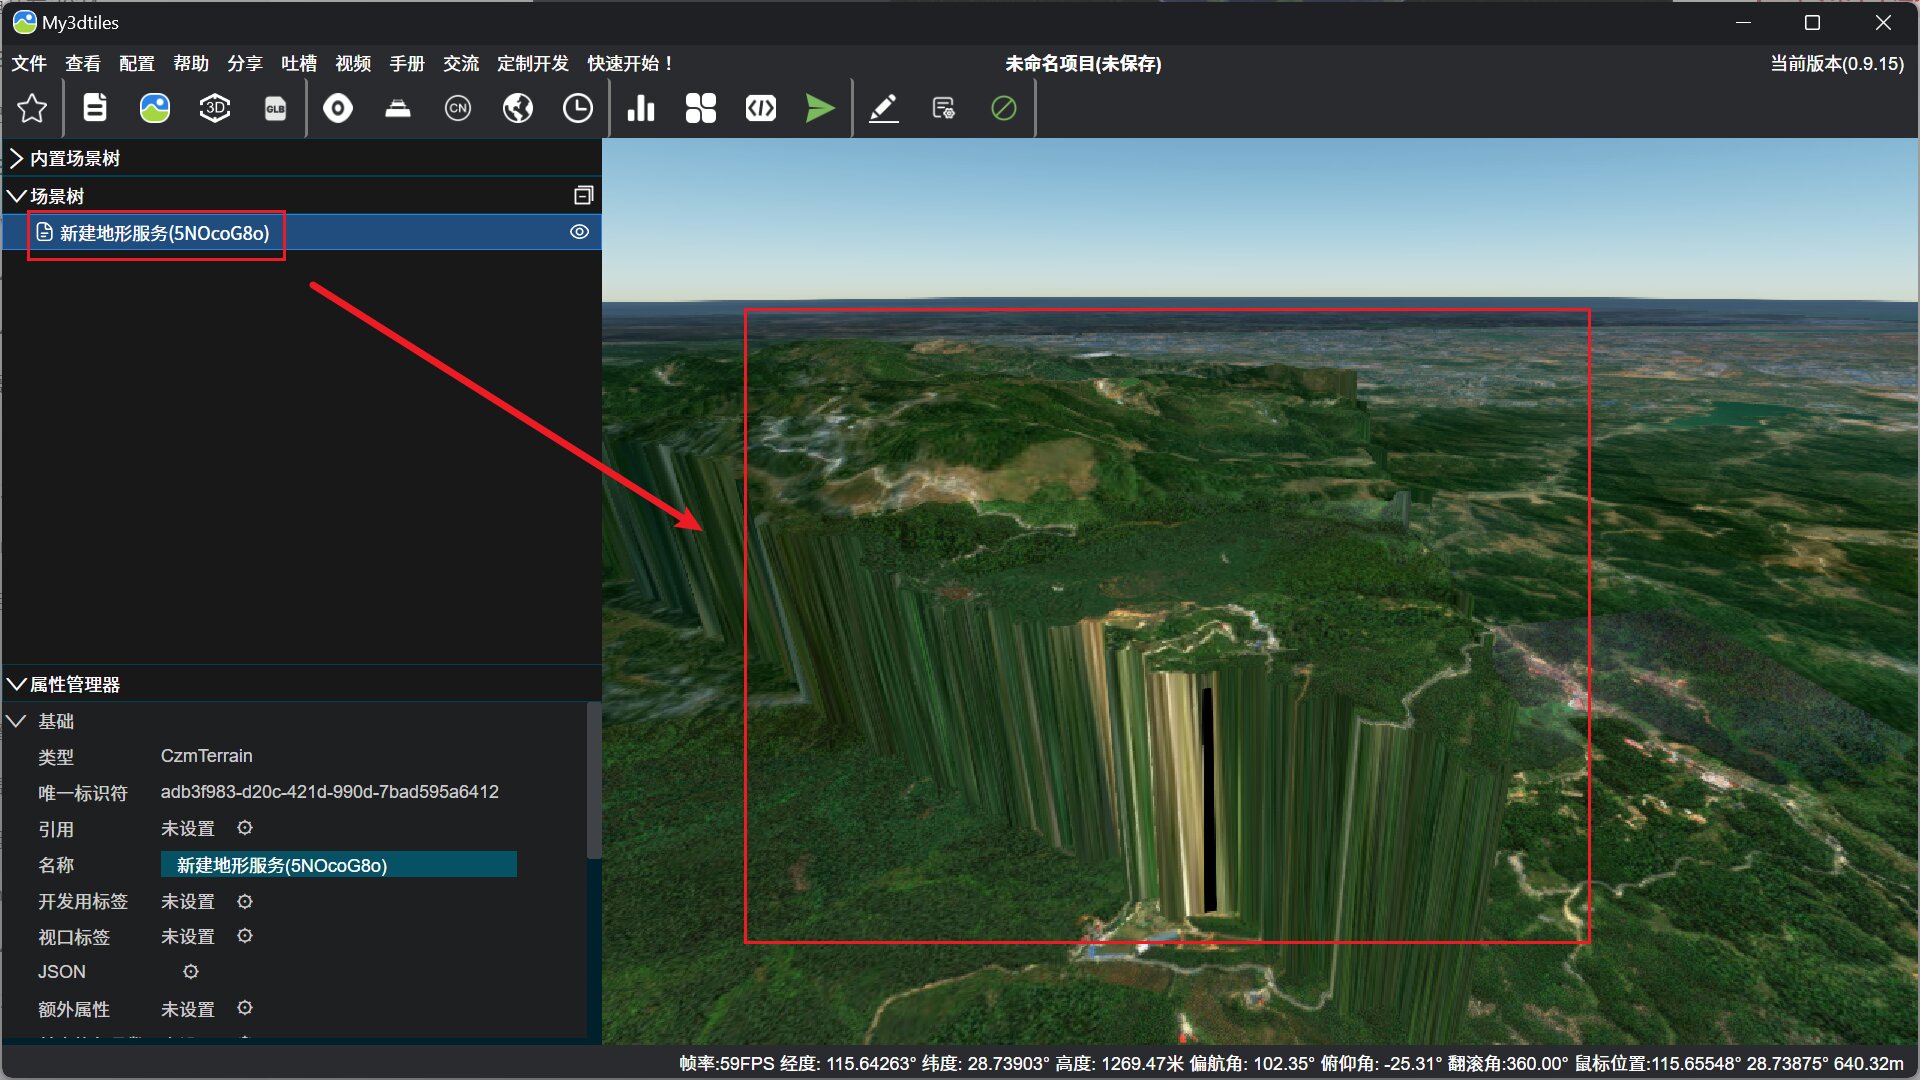 My3dtiles
文件 查看 配置 帮助 分享 吐槽 视频 手册 交流 定制开发 快速开始！ 未命名项目(未保存) 当前版本(0.9.15)
3D GLB CN
内置场景树
场景树
新建地形服务(5NOcoG8o)
属性管理器
基础
类型 CzmTerrain
唯一标识符 adb3f983-d20c-421d-990d-7bad595a6412
引用 未设置
名称 新建地形服务(5NOcoG8o)
开发用标签 未设置
视口标签 未设置
JSON
额外属性 未设置
帧率:59FPS 经度: 115.64263° 纬度: 28.73903° 高度: 1269.47米 偏航角: 102.35° 俯仰角: -25.31° 翻滚角:360.00° 鼠标位置:115.65548° 28.73875° 640.32m